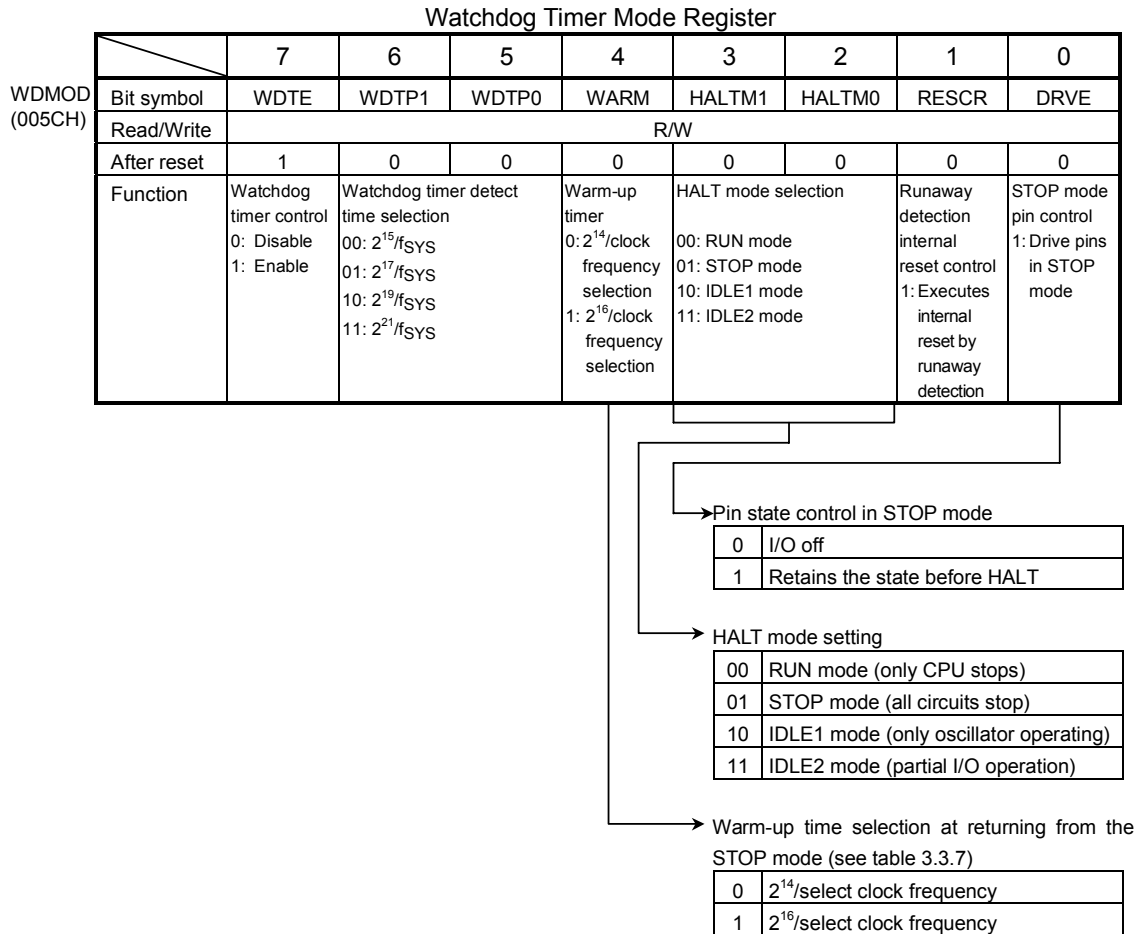 Watchdog Timer Mode Register
7 6 5 4 3 2 1 0
WDMOD
(005CH)
Bit symbol WDTE WDTP1 WDTP0 WARM HALTM1 HALTM0 RESCR DRVE
Read/Write R/W
After reset 1 0 0 0 0 0 0 0
Function
Watchdog
timer control
0: Disable
1: Enable
Watchdog timer detect
time selection
00: 2^15/fSYS
01: 2^17/fSYS
10: 2^19/fSYS
11: 2^21/fSYS
Warm-up
timer
0: 2^14/clock
frequency
selection
1: 2^16/clock
frequency
selection
HALT mode selection
00: RUN mode
01: STOP mode
10: IDLE1 mode
11: IDLE2 mode
Runaway
detection
internal
reset control
1: Executes
internal
reset by
runaway
detection
STOP mode
pin control
1: Drive pins
in STOP
mode
Pin state control in STOP mode
0 I/O off
1 Retains the state before HALT
HALT mode setting
00 RUN mode (only CPU stops)
01 STOP mode (all circuits stop)
10 IDLE1 mode (only oscillator operating)
11 IDLE2 mode (partial I/O operation)
Warm-up time selection at returning from the
STOP mode (see table 3.3.7)
0 2^14/select clock frequency
1 2^16/select clock frequency